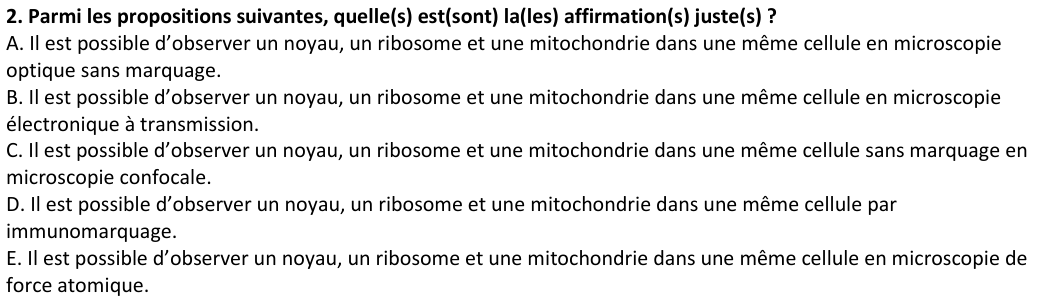 2. Parmi les propositions suivantes, quelle(s) est(sont) la(les) affirmation(s) juste(s) ?
A. Il est possible d’observer un noyau, un ribosome et une mitochondrie dans une même cellule en microscopie
optique sans marquage.
B. Il est possible d’observer un noyau, un ribosome et une mitochondrie dans une même cellule en microscopie
électronique à transmission.
C. Il est possible d’observer un noyau, un ribosome et une mitochondrie dans une même cellule sans marquage en
microscopie confocale.
D. Il est possible d’observer un noyau, un ribosome et une mitochondrie dans une même cellule par
immunomarquage.
E. Il est possible d’observer un noyau, un ribosome et une mitochondrie dans une même cellule en microscopie de
force atomique.